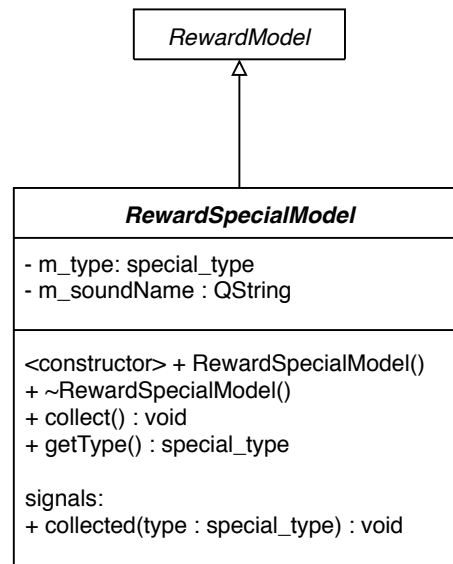 RewardModel
RewardSpecialModel
- m_type: special_type
- m_soundName : QString
<constructor> + RewardSpecialModel()
+ ~RewardSpecialModel()
+ collect() : void
+ getType() : special_type
signals:
+ collected(type : special_type) : void